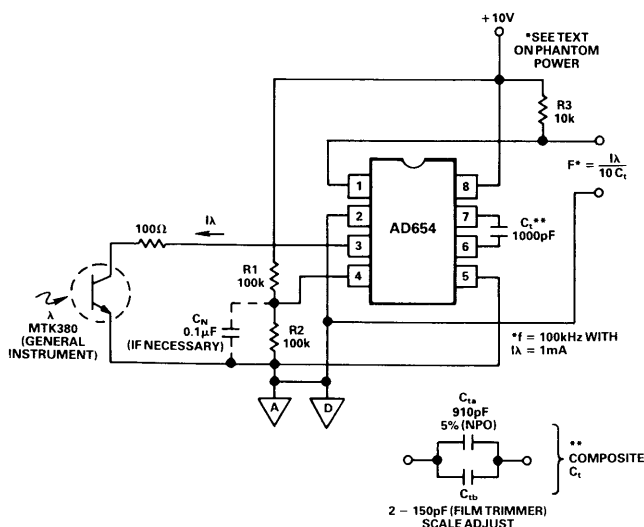 +10V
*SEE TEXT
ON PHANTOM
POWER
R3
10k
F* = Iλ
10 Ct
1
8
2
7
3
6
4
5
AD654
Ct**
1000pF
100Ω
Iλ
R1
100k
λ
MTK380
(GENERAL
INSTRUMENT)
CN
0.1μF
(IF NECESSARY)
R2
100k
*f = 100kHz WITH
Iλ = 1mA
A
D
Cta
910pF
5% (NPO)
**
COMPOSITE
Ct
Ctb
2 – 150pF (FILM TRIMMER)
SCALE ADJUST